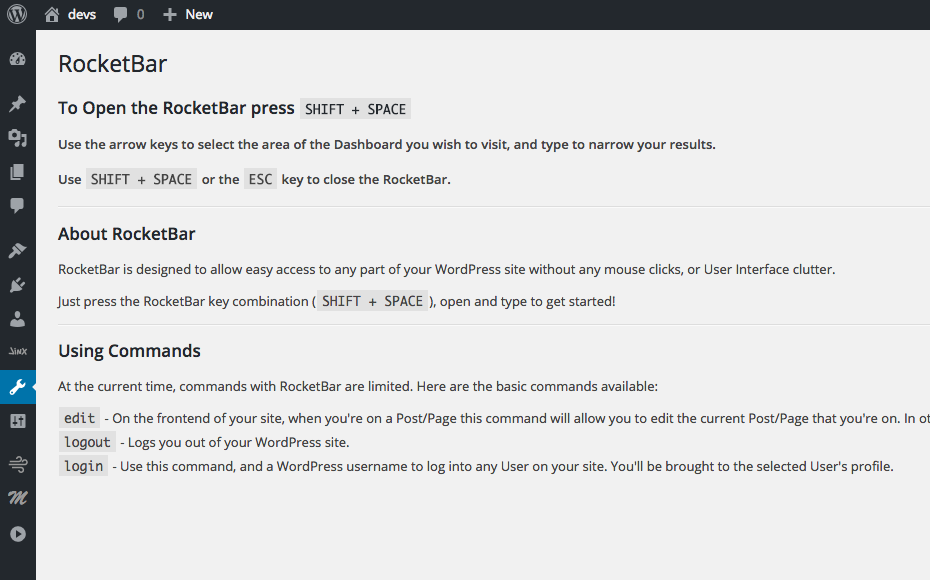 devs 0 New
RocketBar
To Open the RocketBar press SHIFT + SPACE
Use the arrow keys to select the area of the Dashboard you wish to visit, and type to narrow your results.
Use SHIFT + SPACE or the ESC key to close the RocketBar.
About RocketBar
RocketBar is designed to allow easy access to any part of your WordPress site without any mouse clicks, or User Interface clutter.
Just press the RocketBar key combination ( SHIFT + SPACE ), open and type to get started!
JINX
Using Commands
At the current time, commands with RocketBar are limited. Here are the basic commands available:
edit - On the frontend of your site, when you're on a Post/Page this command will allow you to edit the current Post/Page that you're on. In ot
logout - Logs you out of your WordPress site.
login - Use this command, and a WordPress username to log into any User on your site. You'll be brought to the selected User's profile.